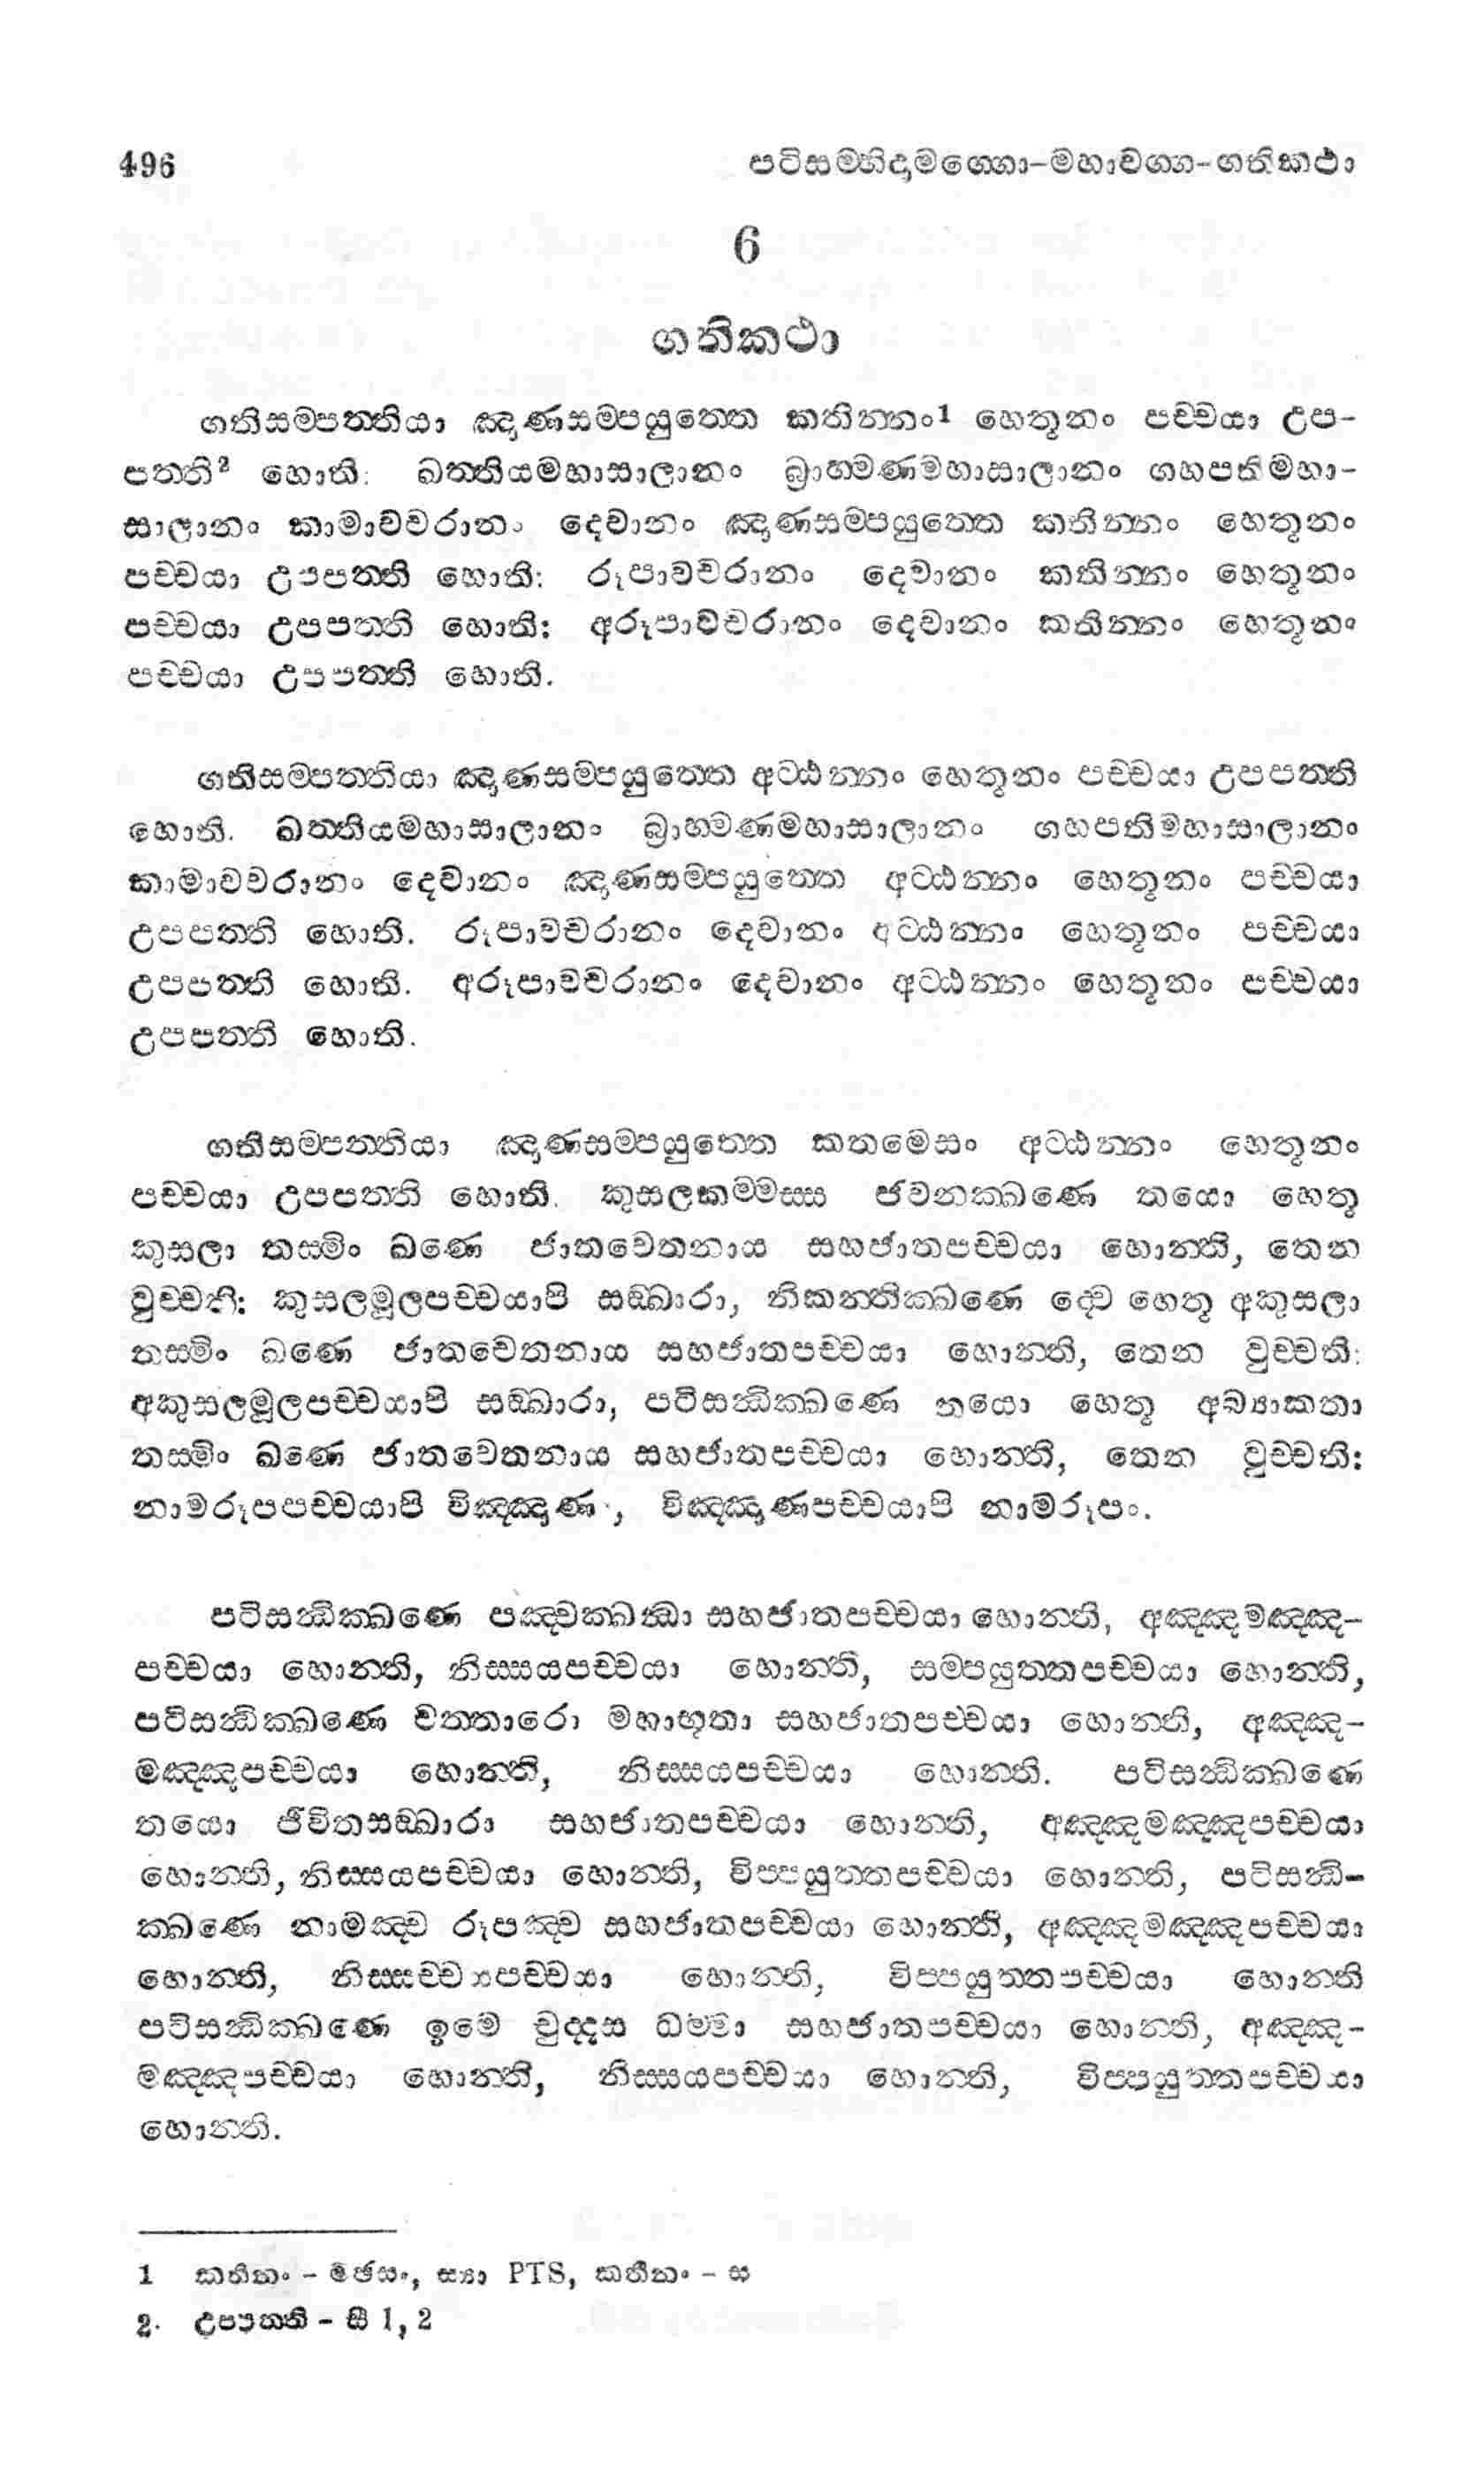 496 පටිසම්භිදාමග්ගො-මහාවග්ග-ගතිකථා
6
ගතිකථා
ගතිසම්පත්තියා ඤාණසම්පයුත්තෙ කතින්නං1 හෙතූනං පච්චයා උප-
පත්ති2 හොති: ඛත්තියමහාසාලානං බ්‍රාහ්මණමහාසාලානං ගහපතිමහා-
සාලානං කාමාවචරානං දෙවානං ඤාණසම්පයුත්තෙ කතින්නං හෙතූනං
පච්චයා උපපත්ති හොති: රූපාවචරානං දෙවානං කතින්නං හෙතූනං
පච්චයා උපපත්ති හොති: අරූපාවචරානං දෙවානං කතින්නං හෙතූනං
පච්චයා උපපත්ති හොති.
ගතිසම්පත්තියා ඤාණසම්පයුත්තෙ අට්ඨන්නං හෙතූනං පච්චයා උපපත්ති
හොති. ඛත්තියමහාසාලානං බ්‍රාහ්මණමහාසාලානං ගහපතිමහාසාලානං
කාමාවචරානං දෙවානං ඤාණසම්පයුත්තෙ අට්ඨන්නං හෙතූනං පච්චයා
උපපත්ති හොති. රූපාවචරානං දෙවානං අට්ඨන්නං හෙතූනං පච්චයා
උපපත්ති හොති. අරූපාවචරානං දෙවානං අට්ඨන්නං හෙතූනං පච්චයා
උපපත්ති හොති.
ගතිසම්පත්තියා ඤාණසම්පයුත්තෙ කතමෙසං අට්ඨන්නං හෙතූනං
පච්චයා උපපත්ති හොති. කුසලකම්මස්ස ජවනක්ඛණෙ තයො හෙතූ
කුසලා තස්මිං ඛණෙ ජාතචෙතනාය සහජාතපච්චයා හොන්ති, තෙන
වුච්චති: කුසලමූලපච්චයාපි සඞ්ඛාරා, නිකන්තික්ඛණෙ ද්වෙ හෙතූ අකුසලා
තස්මිං ඛණෙ ජාතචෙතනාය සහජාතපච්චයා හොන්ති, තෙන වුච්චති:
අකුසලමූලපච්චයාපි සඞ්ඛාරා, පටිසන්ධික්ඛණෙ තයො හෙතූ අබ්‍යාකතා
තස්මිං ඛණෙ ජාතචෙතනාය සහජාතපච්චයා හොන්ති, තෙන වුච්චති:
නාමරූපපච්චයාපි විඤ්ඤාණං, විඤ්ඤාණපච්චයාපි නාමරූපං.
පටිසන්ධික්ඛණෙ පඤ්චක්ඛන්ධා සහජාතපච්චයා හොන්ති, අඤ්ඤමඤ්ඤ-
පච්චයා හොන්ති, නිස්සයපච්චයා හොන්ති, සම්පයුත්තපච්චයා හොන්ති,
පටිසන්ධික්ඛණෙ චත්තාරො මහාභූතා සහජාතපච්චයා හොන්ති, අඤ්ඤ-
මඤ්ඤපච්චයා හොන්ති, නිස්සයපච්චයා හොන්ති. පටිසන්ධික්ඛණෙ
තයො ජීවිතසඞ්ඛාරා සහජාතපච්චයා හොන්ති, අඤ්ඤමඤ්ඤපච්චයා
හොන්ති, නිස්සයපච්චයා හොන්ති, විප්පයුත්තපච්චයා හොන්ති, පටිසන්ධි-
ක්ඛණෙ නාමඤ්ච රූපඤ්ච සහජාතපච්චයා හොන්ති, අඤ්ඤමඤ්ඤපච්චයා
හොන්ති, හොන්ති, විප්පයුත්තපච්චයා හොන්ති
පටිසන්ධික්ඛණෙ ඉමෙ චුද්දස ධම්මා සහජාතපච්චයා හොන්ති, අඤ්ඤ-
මඤ්ඤපච්චයා හොන්ති, නිස්සයපච්චයා හොන්ති, විප්පයුත්තපච්චයා
හොන්ති.
1 කතිනං - මඡසං, ස්‍යා PTS, කතීනං - ස
2. උප්‍පත්ති - සී 1, 2